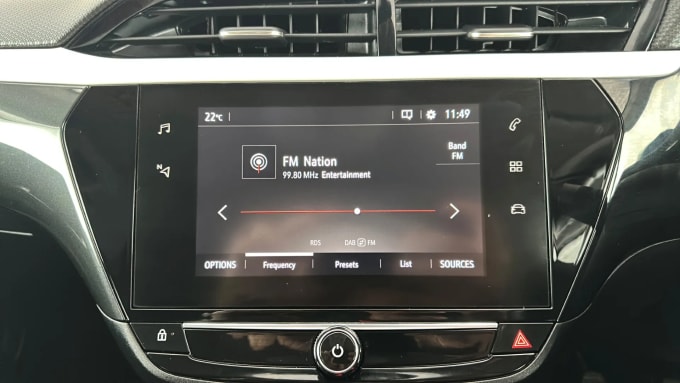 22°C
11:49
FM Nation
99.80 MHz Entertainment
Band
FM
N
RDS DAB FM
OPTIONS Frequency Presets List SOURCES